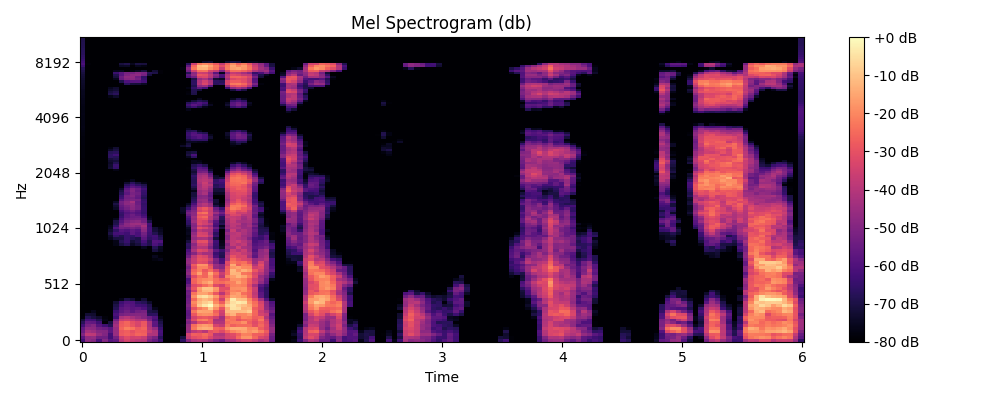 Mel Spectrogram (db)
8192
4096
2048
1024
512
0
Hz
0 1 2 3 4 5 6
Time
+0 dB
-10 dB
-20 dB
-30 dB
-40 dB
-50 dB
-60 dB
-70 dB
-80 dB